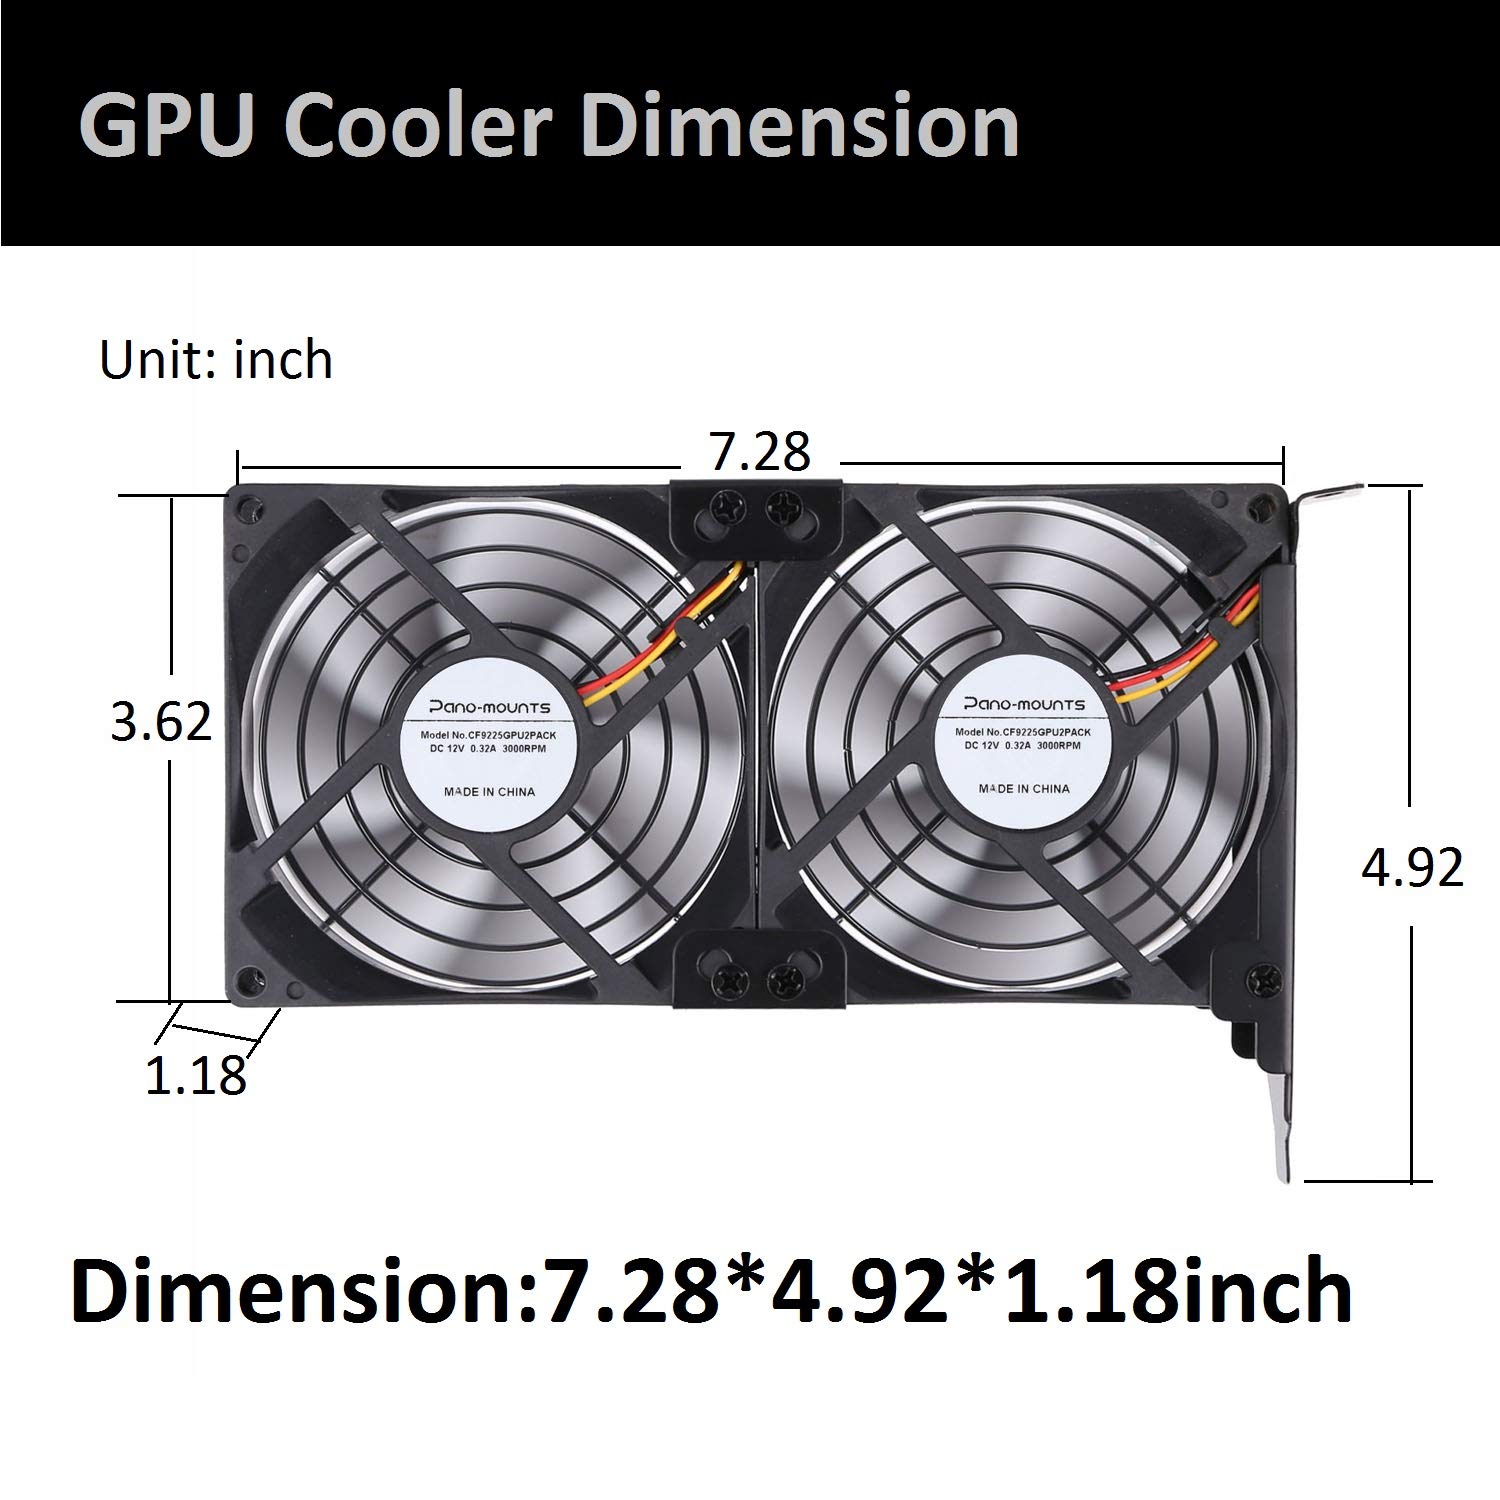 GPU Cooler Dimension
Unit: inch
7.28
3.62
Pano-mounts
Model No.CF9225GPU2PACK
DC 12V 0.32A 3000RPM
MADE IN CHINA
Pano-mounts
Model No.CF9225GPU2PACK
DC 12V 0.32A 3000RPM
MADE IN CHINA
4.92
1.18
Dimension:7.28*4.92*1.18inch